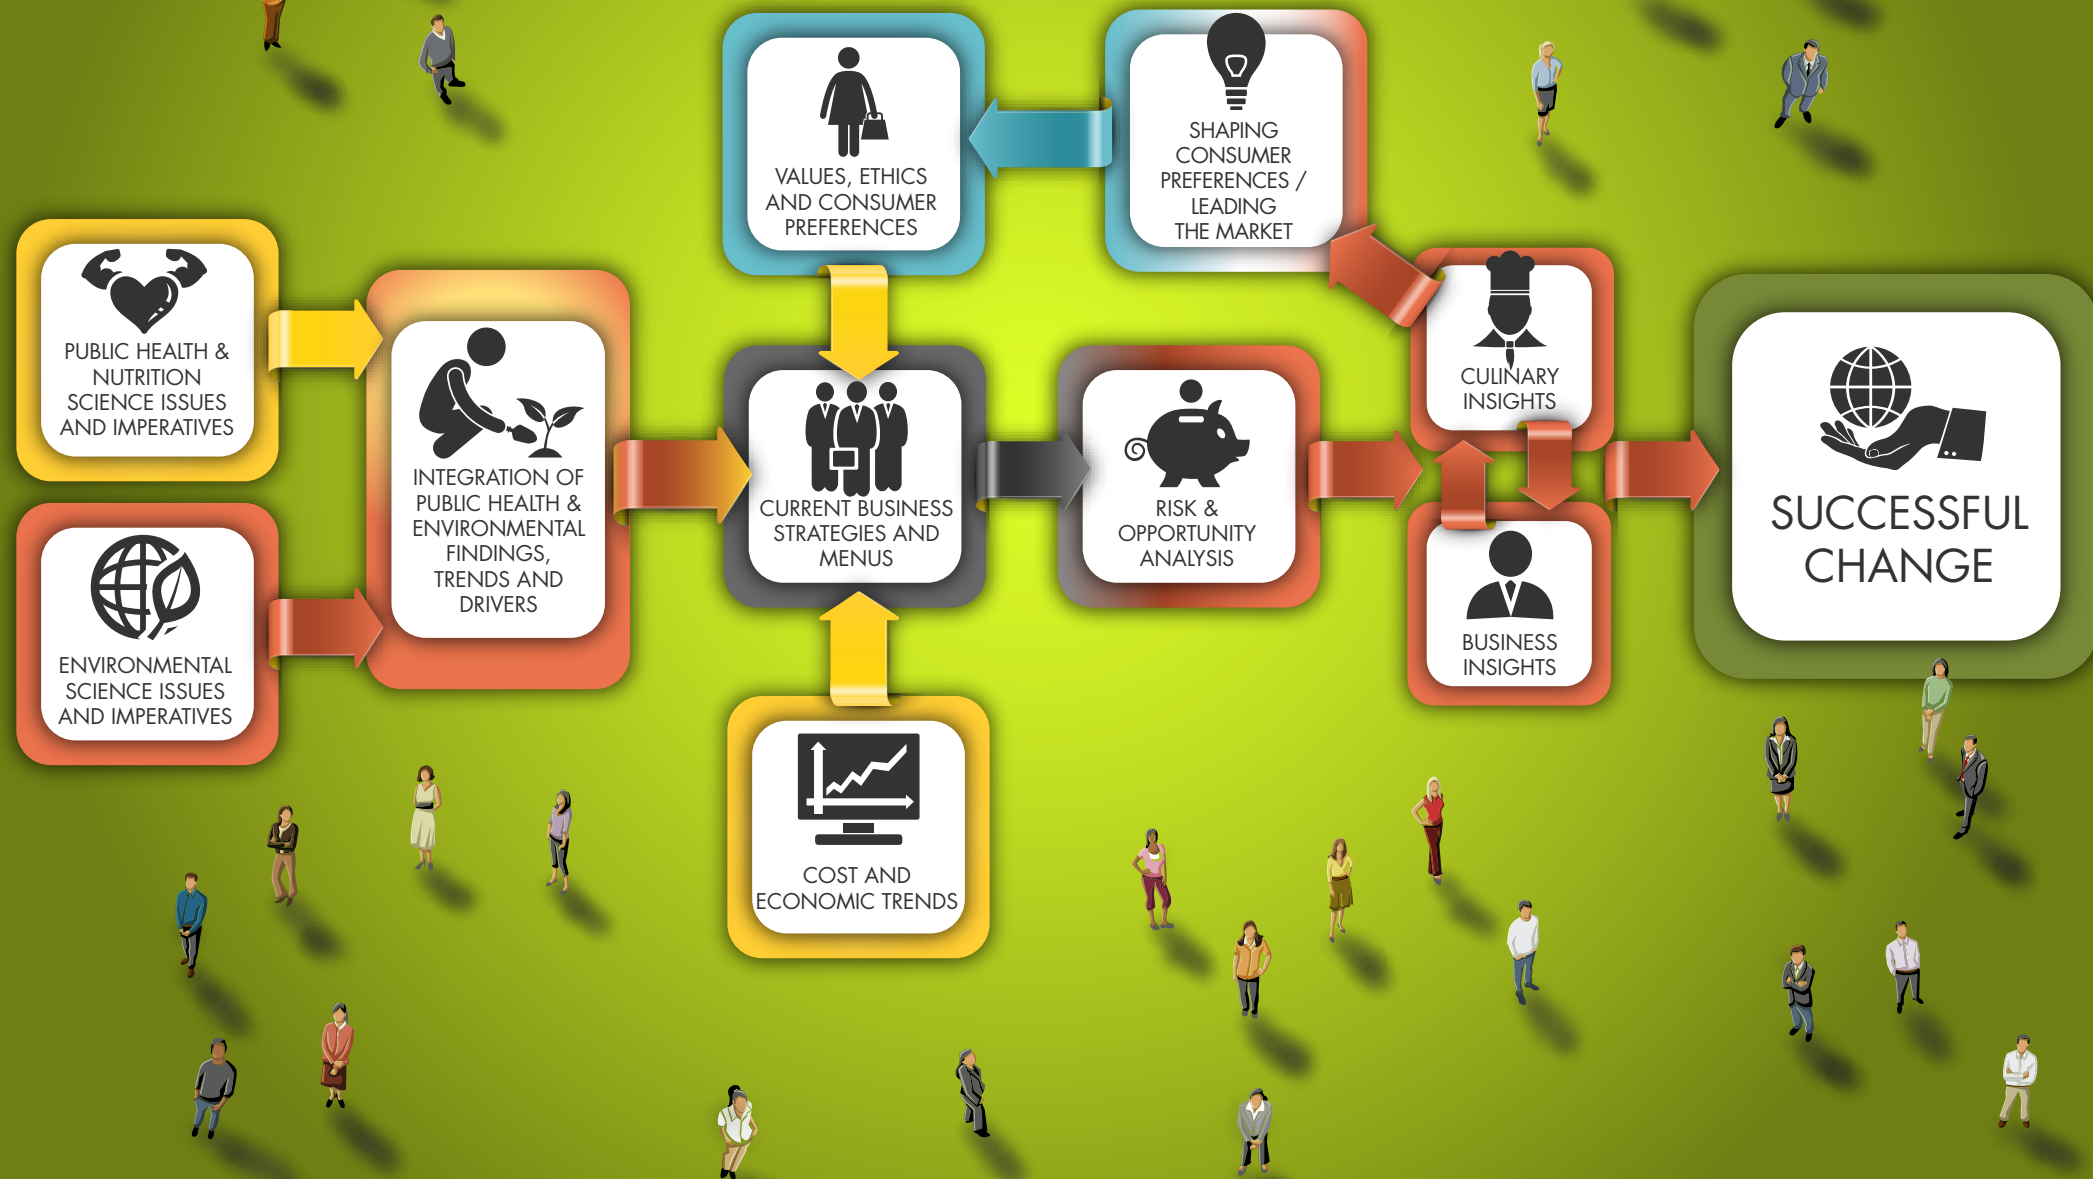 VALUES, ETHICS
AND CONSUMER
PREFERENCES
SHAPING
CONSUMER
PREFERENCES /
LEADING
THE MARKET
PUBLIC HEALTH &
NUTRITION
SCIENCE ISSUES
AND IMPERATIVES
ENVIRONMENTAL
SCIENCE ISSUES
AND IMPERATIVES
INTEGRATION OF
PUBLIC HEALTH &
ENVIRONMENTAL
FINDINGS,
TRENDS AND
DRIVERS
CURRENT BUSINESS
STRATEGIES AND
MENUS
COST AND
ECONOMIC TRENDS
RISK &
OPPORTUNITY
ANALYSIS
CULINARY
INSIGHTS
BUSINESS
INSIGHTS
SUCCESSFUL
CHANGE